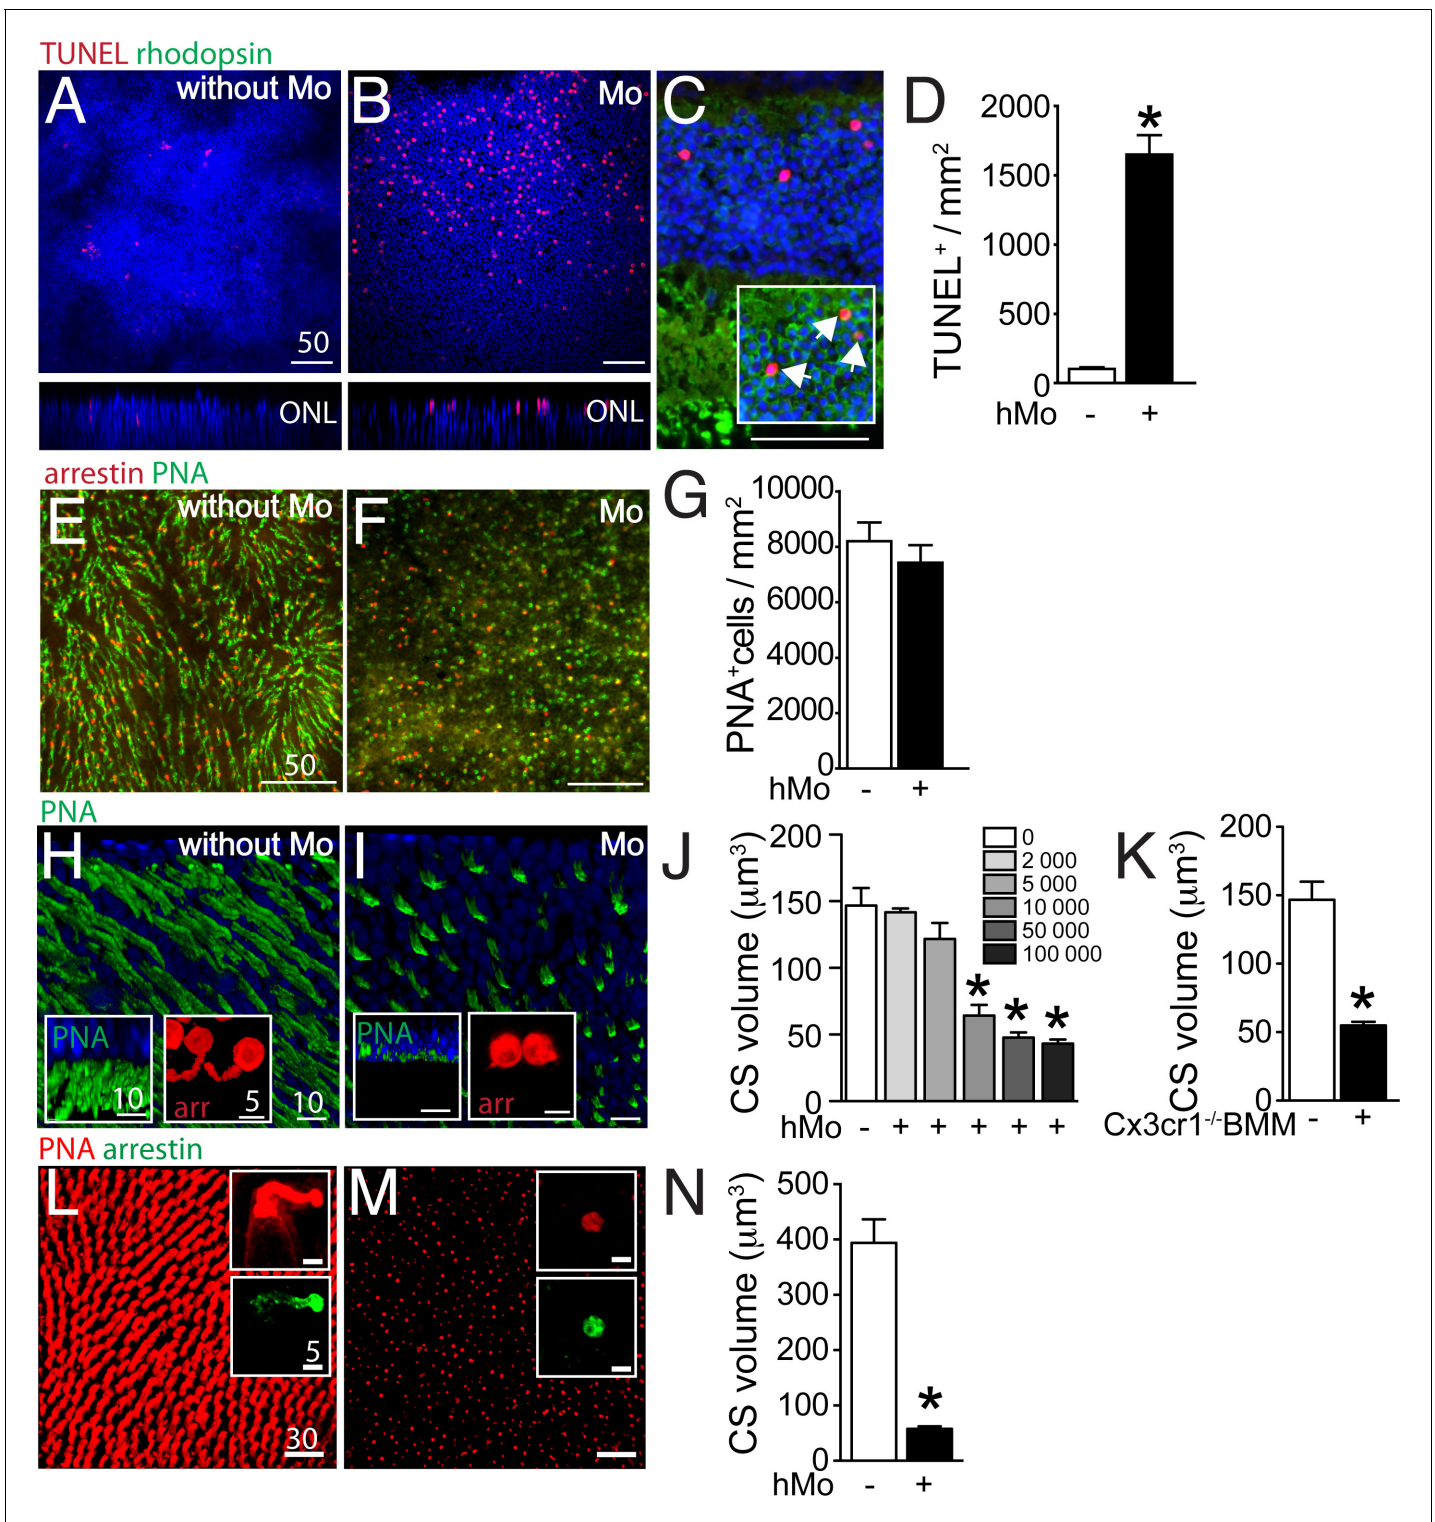 TUNEL rhodopsin
A without Mo
50
ONL
B Mo
ONL
C
D
TUNEL+ / mm2
2000
1500
1000
500
0
*
hMo - +
arrestin PNA
E without Mo
50
F Mo
G
PNA+cells / mm2
10000
8000
6000
4000
2000
0
hMo - +
PNA
H without Mo
PNA
10
arr
5
10
I Mo
PNA
arr
J
CS volume (µm3)
200
150
100
50
0
0
2 000
5 000
10 000
50 000
100 000
* * *
hMo - + + + + +
K
CS volume (µm3)
200
150
100
50
0
*
Cx3cr1-/-BMM - +
PNA arrestin
L
5
30
M
N
CS volume (µm3)
500
400
300
200
100
0
*
hMo - +